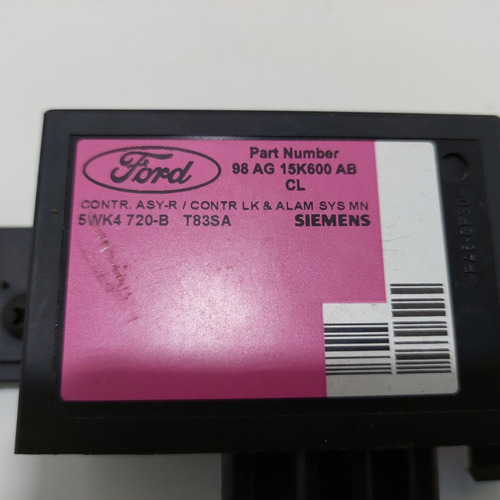 Ford
Part Number
98 AG 15K600 AB
CL
CONTR. ASY-R / CONTR LK & ALAM SYS MN
5WK4 720-B T83SA SIEMENS